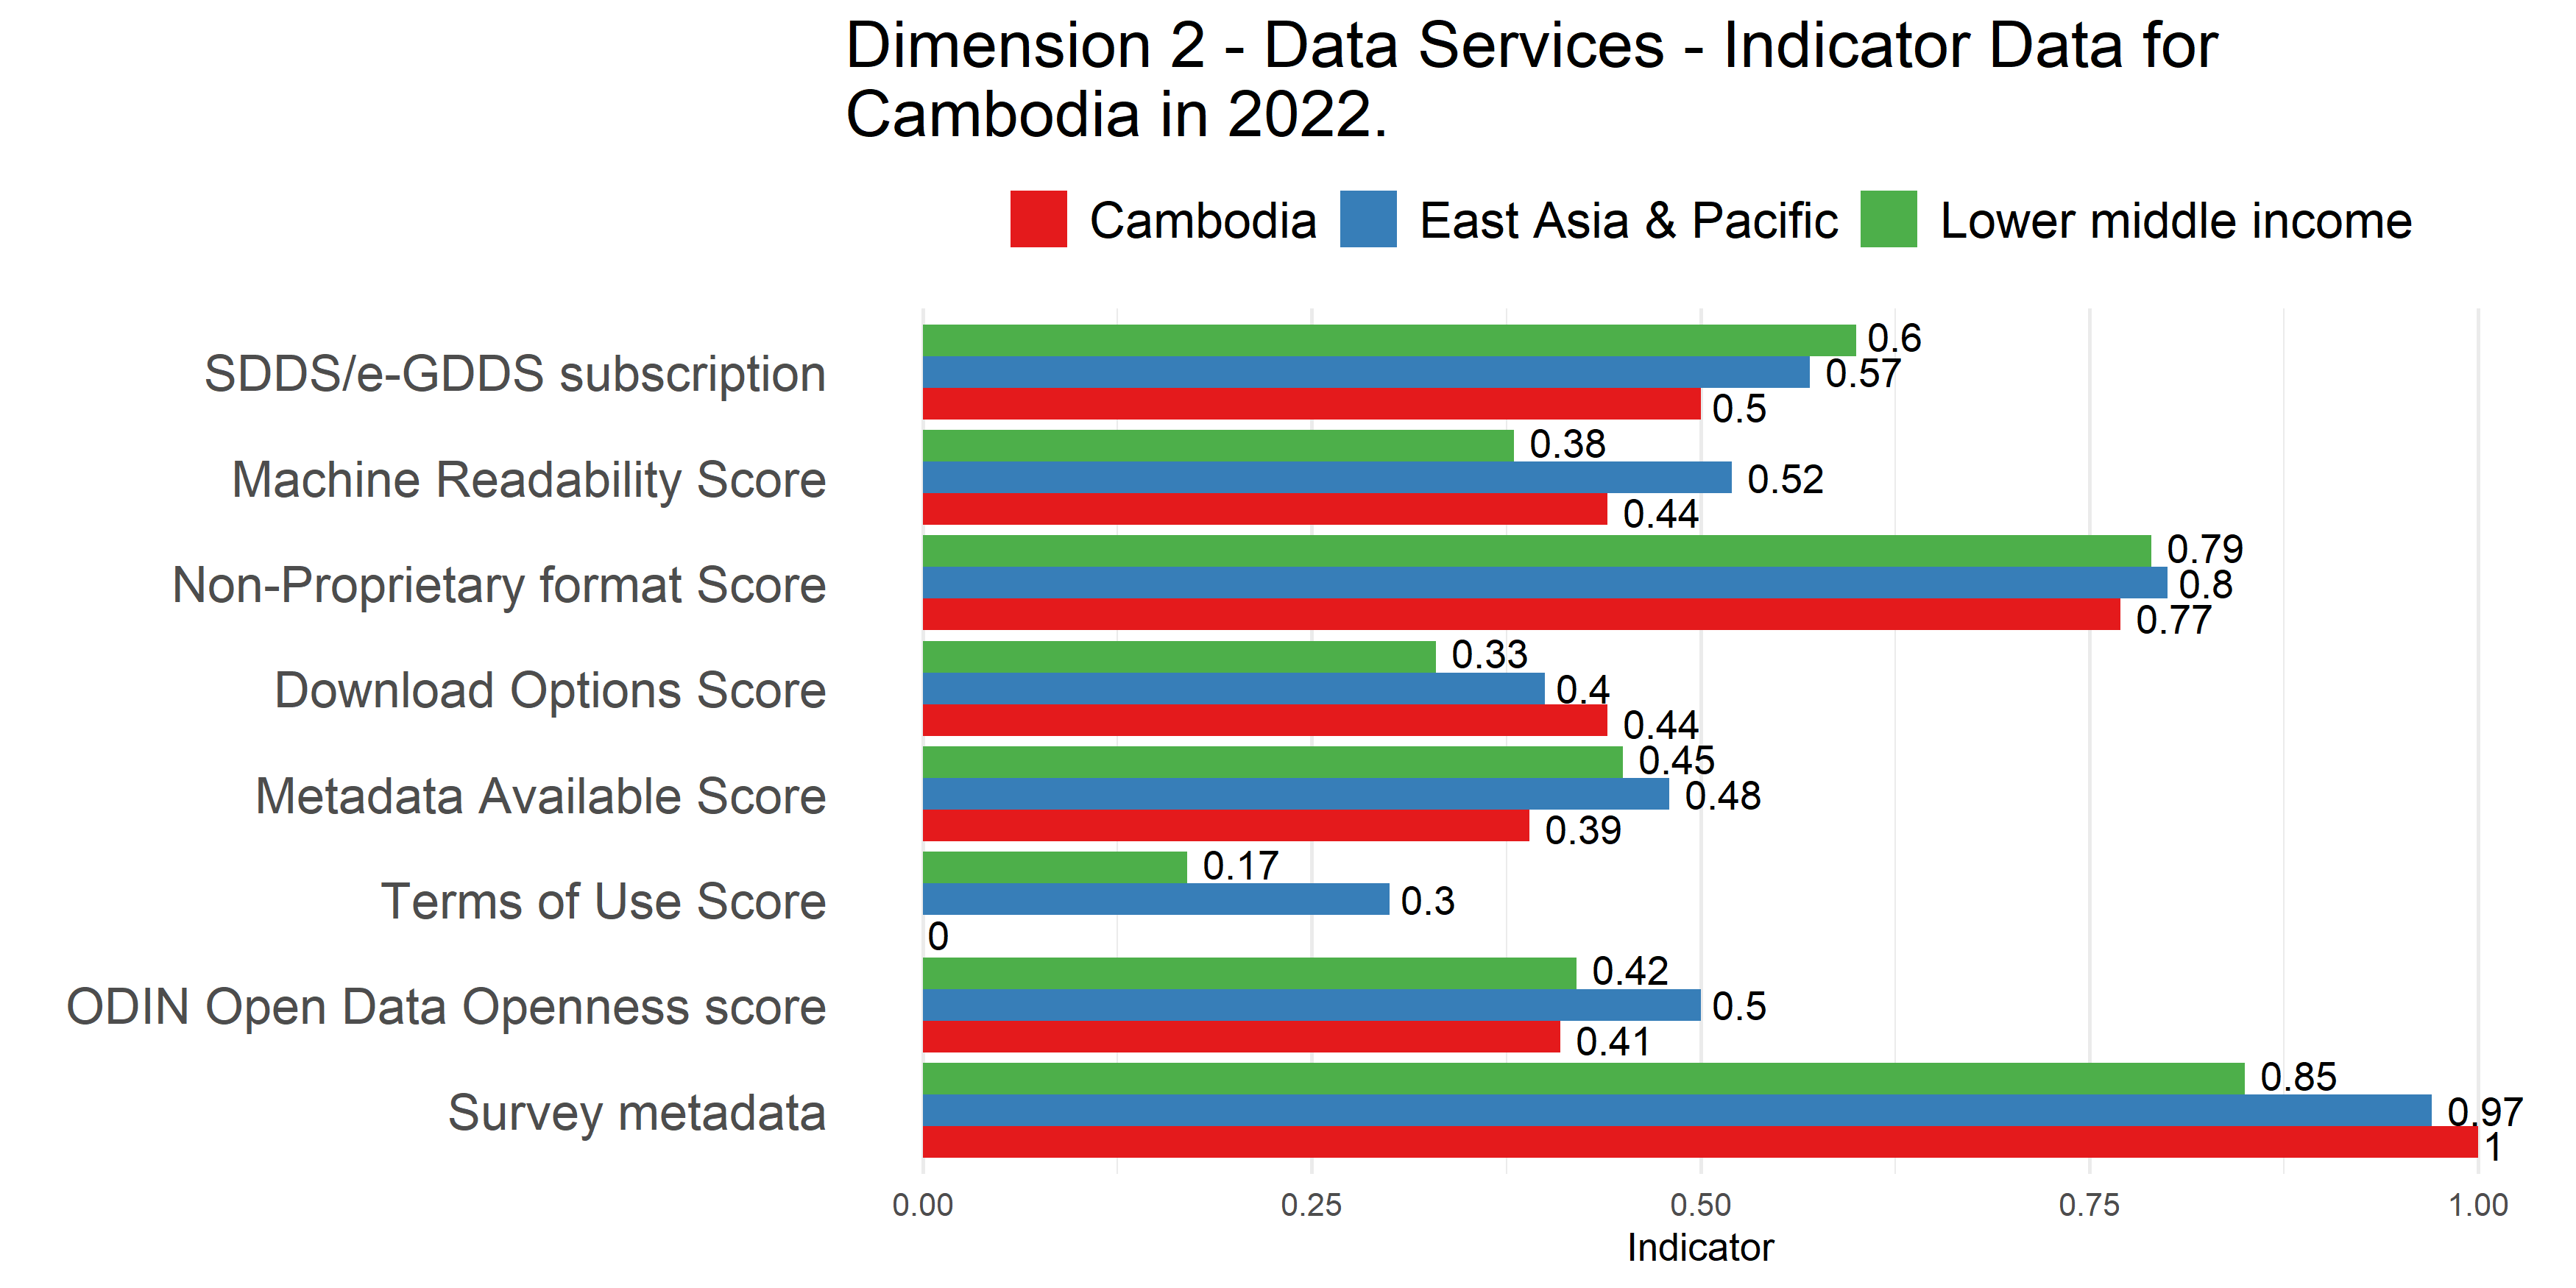 Dimension 2 - Data Services - Indicator Data for
Cambodia in 2022.
Cambodia
East Asia & Pacific
Lower middle income
SDDS/e-GDDS subscription
0.6
0.57
0.5
Machine Readability Score
0.38
0.52
0.44
Non-Proprietary format Score
0.79
0.8
0.77
Download Options Score
0.33
0.4
0.44
Metadata Available Score
0.45
0.48
0.39
Terms of Use Score
0.17
0.3
0
ODIN Open Data Openness score
0.42
0.5
0.41
Survey metadata
0.85
0.97
1
0.00
0.25
0.50
0.75
1.00
Indicator